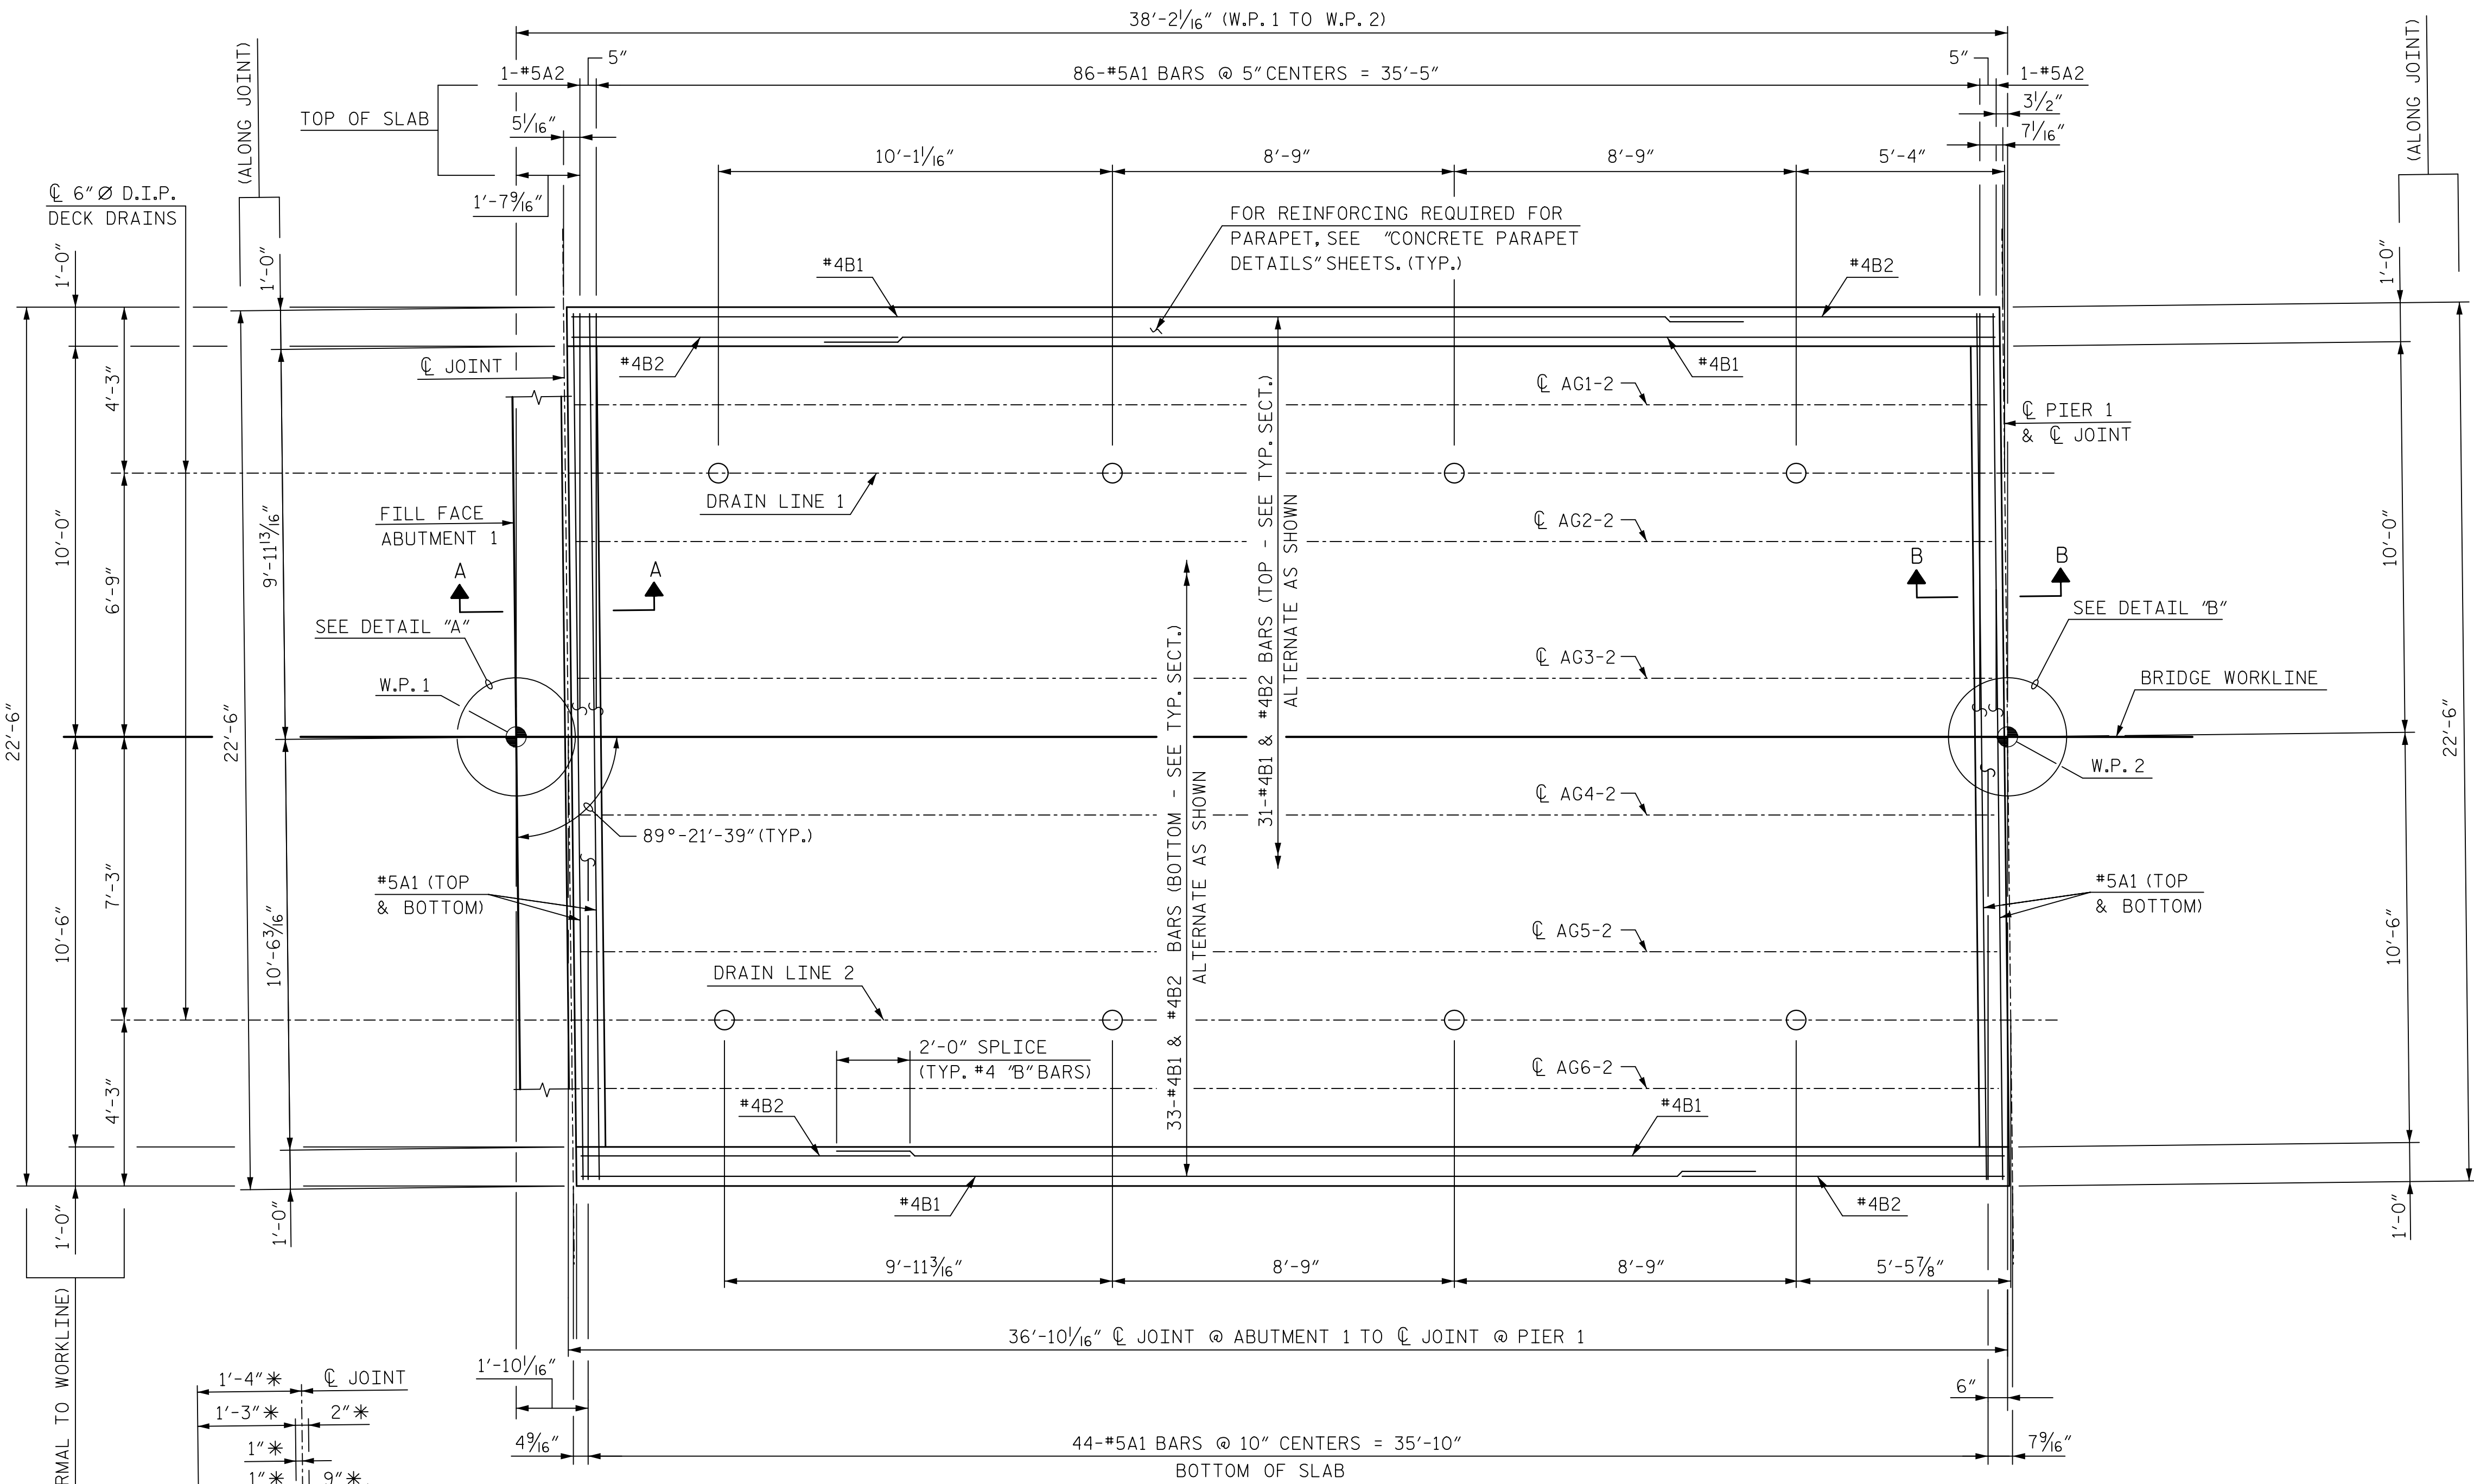 38'-2 1/16" (W.P. 1 TO W.P. 2)
5"
1-#5A2
86-#5A1 BARS @ 5" CENTERS = 35'-5"
5"
1-#5A2
(ALONG JOINT)
(ALONG JOINT)
TOP OF SLAB
5 1/16"
3 1/2"
7 1/16"
10'-1 1/16"
8'-9"
8'-9"
5'-4"
1'-7 9/16"
℄ 6" Ø D.I.P.
DECK DRAINS
FOR REINFORCING REQUIRED FOR
PARAPET, SEE "CONCRETE PARAPET
DETAILS" SHEETS. (TYP.)
1'-0"
1'-0"
1'-0"
#4B1
#4B2
℄ JOINT
#4B2
#4B1
4'-3"
℄ AG1-2
℄ PIER 1
& ℄ JOINT
DRAIN LINE 1
FILL FACE
ABUTMENT 1
℄ AG2-2
10'-0"
6'-9"
9'-11 13/16"
10'-0"
A
A
B
B
SEE DETAIL "A"
SEE DETAIL "B"
31-#4B1 & #4B2 BARS (TOP - SEE TYP. SECT.)
ALTERNATE AS SHOWN
℄ AG3-2
W.P. 1
BRIDGE WORKLINE
22'-6"
22'-6"
22'-6"
W.P. 2
℄ AG4-2
89°-21'-39" (TYP.)
33-#4B1 & #4B2 BARS (BOTTOM - SEE TYP. SECT.)
ALTERNATE AS SHOWN
#5A1 (TOP
& BOTTOM)
#5A1 (TOP
& BOTTOM)
10'-6"
7'-3"
10'-6 3/16"
10'-6"
℄ AG5-2
DRAIN LINE 2
2'-0" SPLICE
(TYP. #4 "B" BARS)
℄ AG6-2
4'-3"
#4B2
#4B1
#4B1
#4B2
1'-0"
1'-0"
1'-0"
9'-11 3/16"
8'-9"
8'-9"
5'-5 7/8"
36'-10 1/16" ℄ JOINT @ ABUTMENT 1 TO ℄ JOINT @ PIER 1
1'-10 1/16"
6"
RMAL TO WORKLINE)
1'-4"✳
℄ JOINT
1'-3"✳
2"✳
1"✳
1"✳
9"✳
4 9/16"
44-#5A1 BARS @ 10" CENTERS = 35'-10"
7 9/16"
BOTTOM OF SLAB